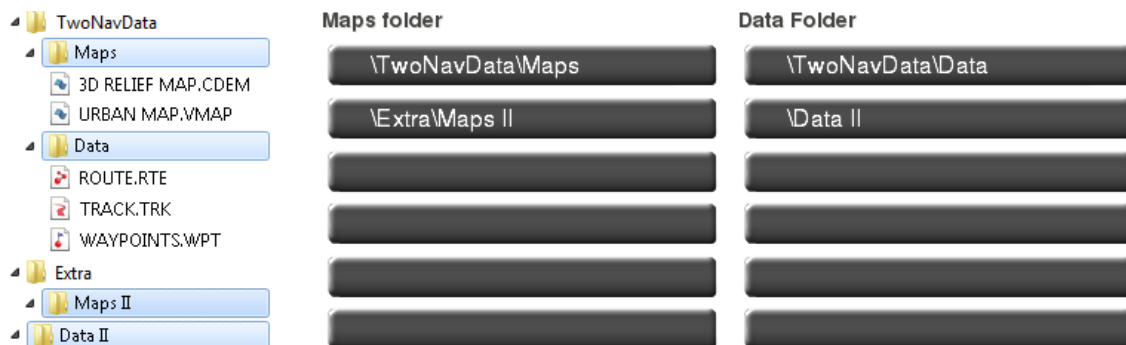 TwoNavData
Maps
3D RELIEF MAP.CDEM
URBAN MAP.VMAP
Data
ROUTE.RTE
TRACK.TRK
WAYPOINTS.WPT
Extra
Maps II
Data II
Maps folder
\TwoNavData\Maps
\Extra\Maps II
Data Folder
\TwoNavData\Data
\Data II